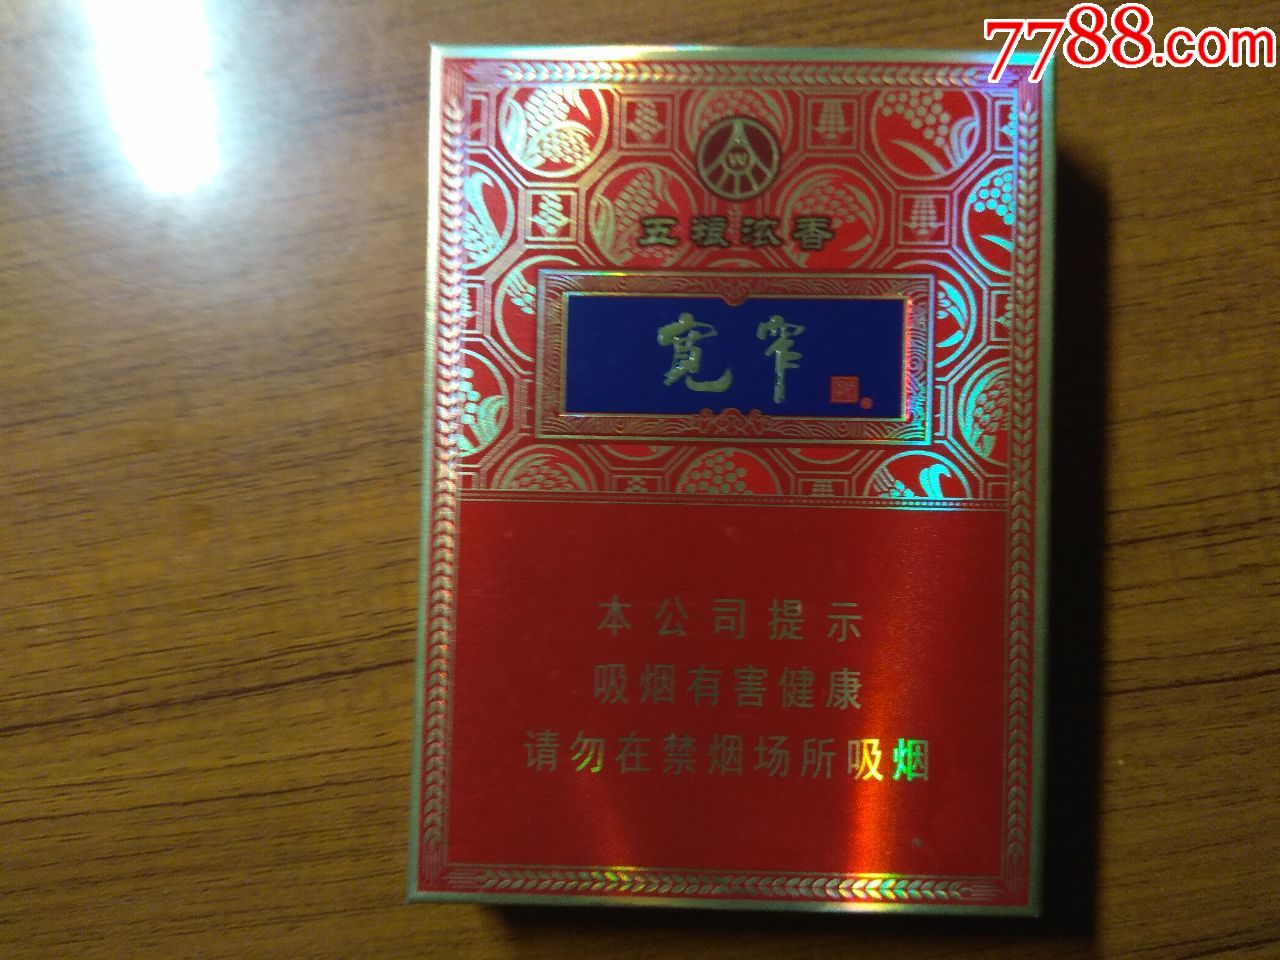 7788.com
W
五粮浓香
宽窄
本公司提示
吸烟有害健康
请勿在禁烟场所吸烟